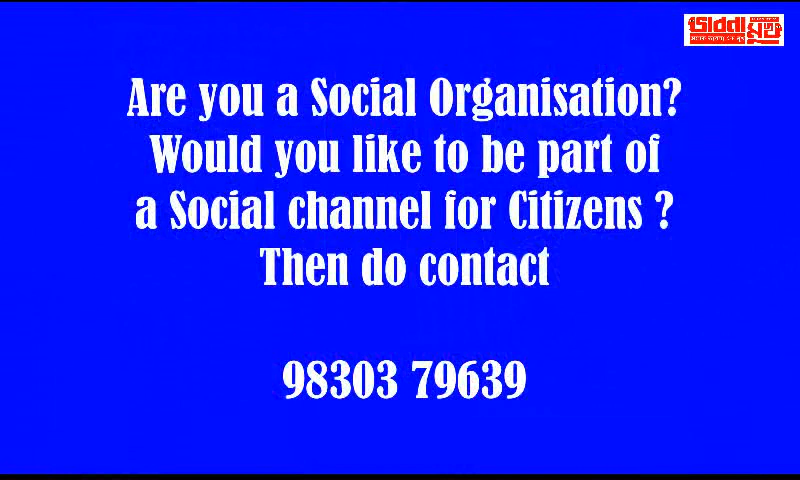 Are you a Social Organisation?
Would you like to be part of
a Social channel for Citizens ?
Then do contact
98303 79639